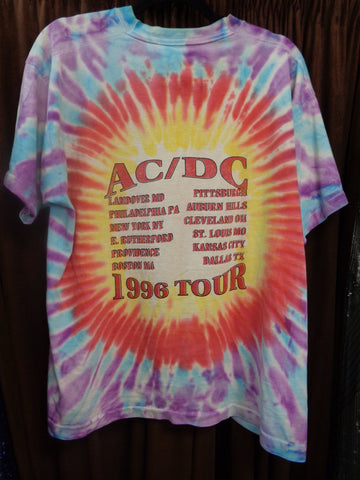 AC/DC
LANDOVER MD
PHILADELPHIA PA
NEW YORK NY
E. RUTHERFORD
PROVIDENCE
BOSTON MA
PITTSBURGH
AUBURN HILLS
CLEVELAND OH
ST. LOUIS MO
KANSAS CITY
DALLAS TX
1996 TOUR